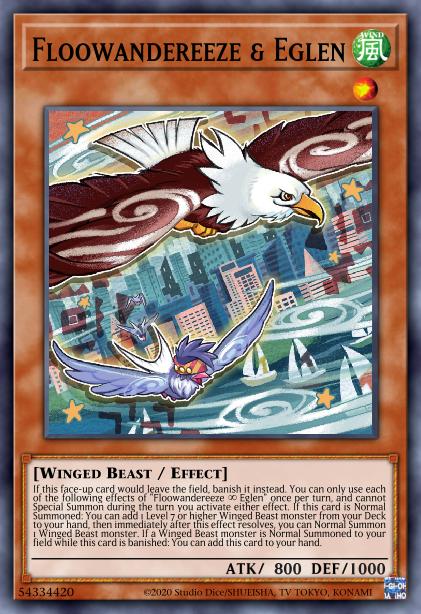 FLOOWANDEREEZE & EGLEN
WIND
風
[WINGED BEAST / EFFECT]
If this face-up card would leave the field, banish it instead. You can only use each
of the following effects of "Floowandereeze ∞ Eglen" once per turn, and cannot
Special Summon during the turn you activate either effect. If this card is Normal
Summoned: You can add 1 Level 7 or higher Winged Beast monster from your Deck
to your hand, then immediately after this effect resolves, you can Normal Summon
1 Winged Beast monster. If a Winged Beast monster is Normal Summoned to your
field while this card is banished: You can add this card to your hand.
ATK/ 800 DEF/1000
54334420 ©2020 Studio Dice/SHUEISHA, TV TOKYO, KONAMI